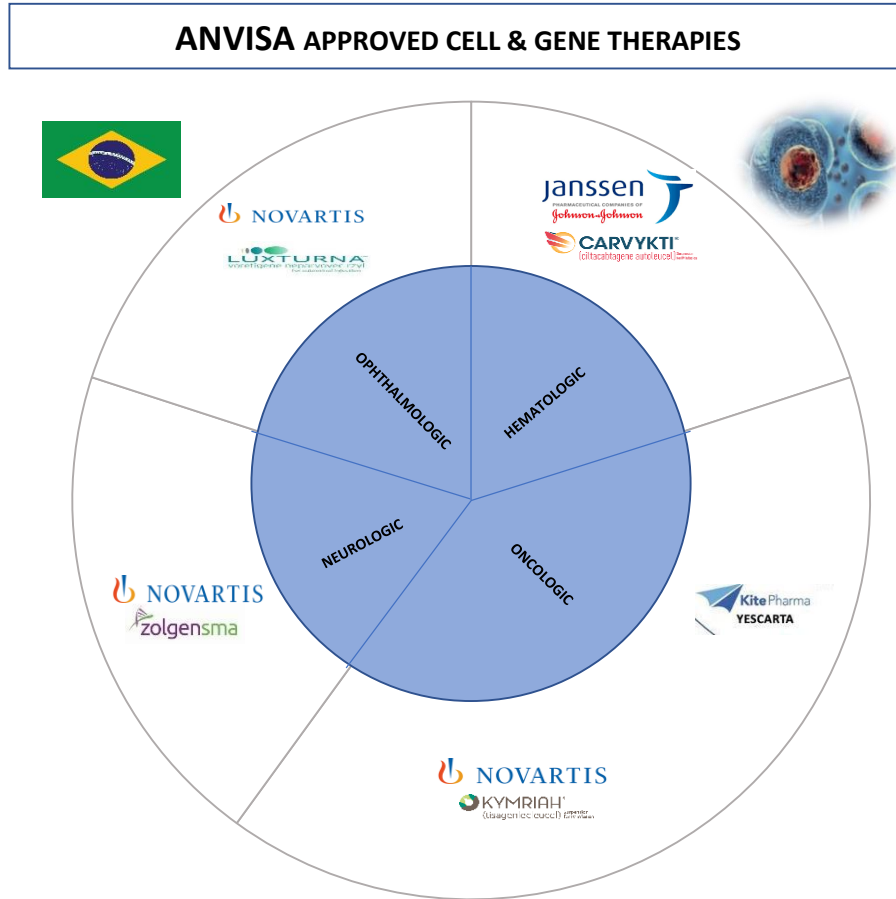 ANVISA APPROVED CELL & GENE THERAPIES
NOVARTIS
LUXTURNA
janssen
PHARMACEUTICAL COMPANIES OF
Johnson & Johnson
CARVYKTI®
(ciltacabtagene autoleucel)
OPHTHALMOLOGIC
HEMATOLOGIC
NEUROLOGIC
ONCOLOGIC
NOVARTIS
zolgensma
Kite Pharma
YESCARTA
NOVARTIS
KYMRIAH®